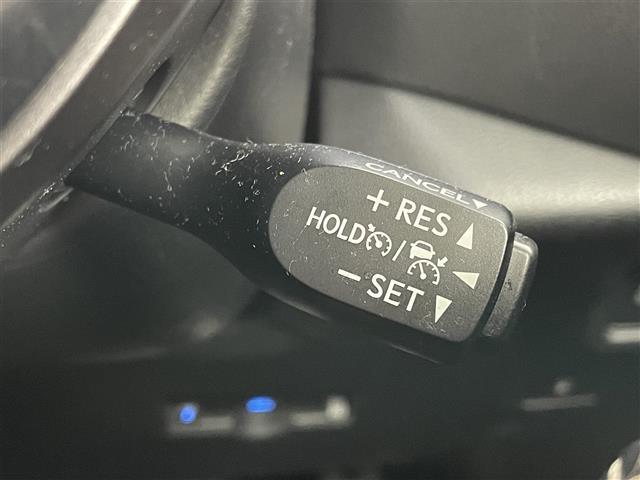 CANCEL▼
+ RES ▲
HOLD / ◀
− SET ▼